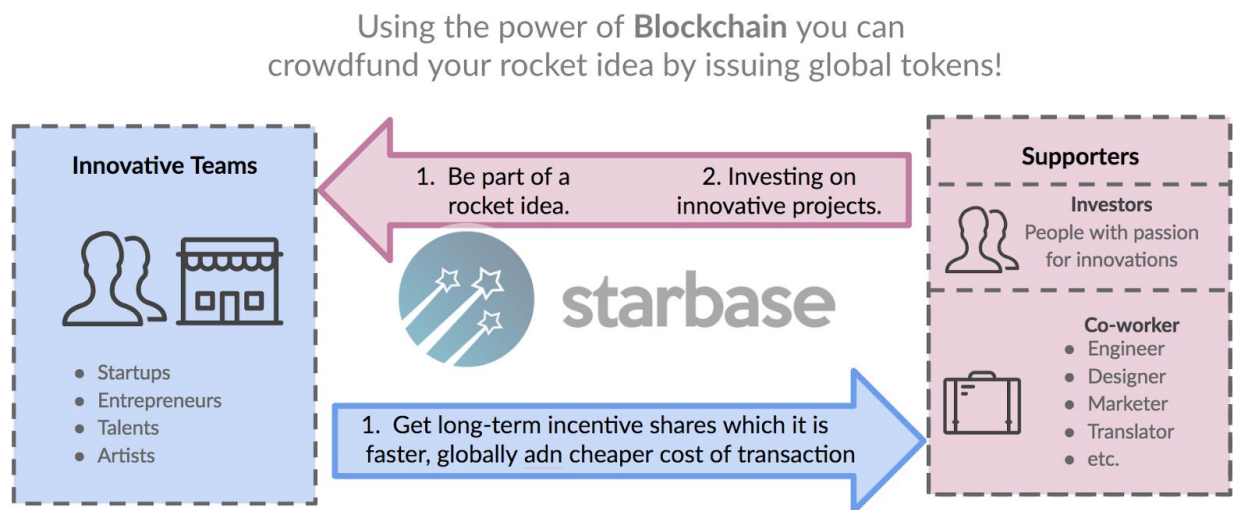 Using the power of Blockchain you can
crowdfund your rocket idea by issuing global tokens!
Innovative Teams
● Startups
● Entrepreneurs
● Talents
● Artists
1. Be part of a
rocket idea.
2. Investing on
innovative projects.
starbase
1. Get long-term incentive shares which it is
faster, globally adn cheaper cost of transaction
Supporters
Investors
People with passion
for innovations
Co-worker
● Engineer
● Designer
● Marketer
● Translator
● etc.